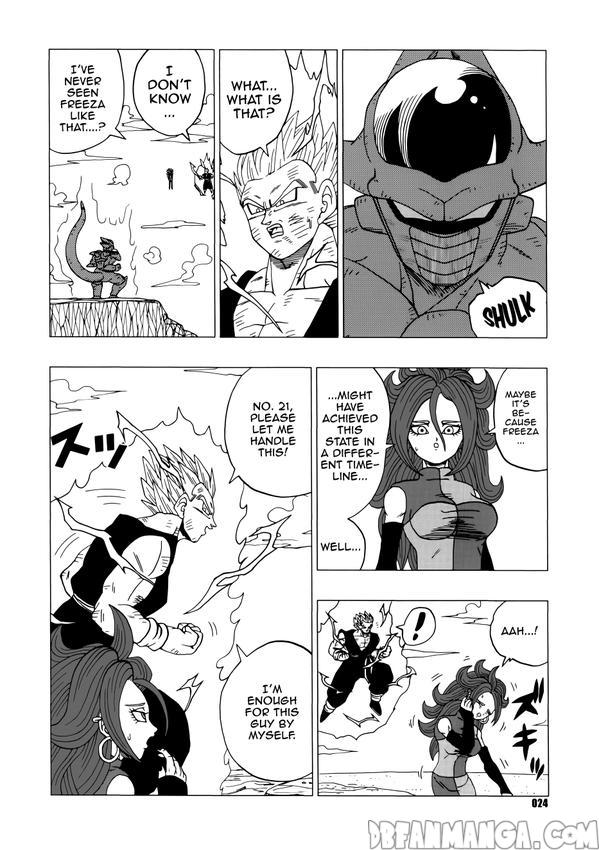 SHULK
WHAT...
WHAT IS
THAT?
I
DON'T
KNOW
...
I'VE
NEVER
SEEN
FREEZA
LIKE
THAT....?
MAYBE
IT'S
BE-
CAUSE
FREEZA
...
...MIGHT
HAVE
ACHIEVED
THIS
STATE IN
A DIFFER-
ENT TIME-
LINE...
WELL...
AAH...!
ズキッ
!
NO. 21,
PLEASE
LET ME
HANDLE
THIS!
スッ
I'M
ENOUGH
FOR THIS
GUY BY
MYSELF.
024
DBFANMANGA.COM